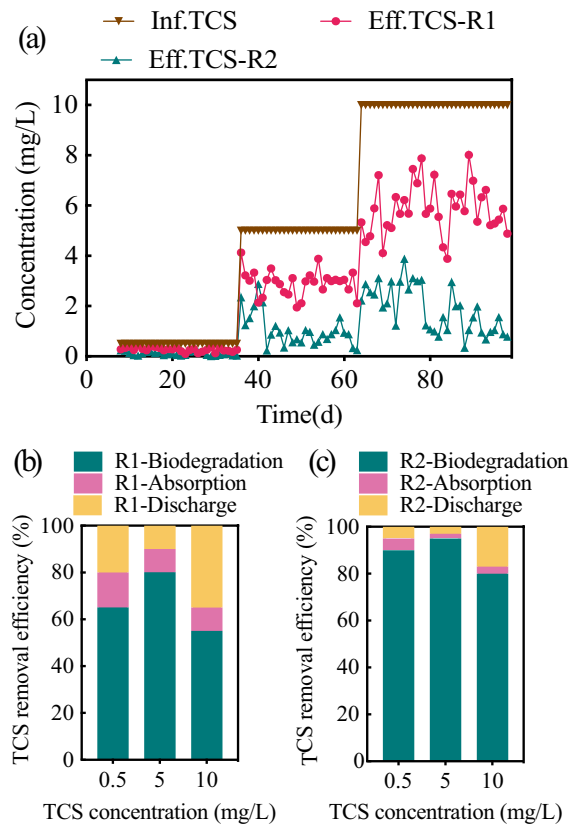 (a)
Inf.TCS
Eff.TCS-R1
Eff.TCS-R2
Concentration (mg/L)
10
8
6
4
2
0
0
20
40
60
80
Time(d)
(b)
R1-Biodegradation
R1-Absorption
R1-Discharge
TCS removal efficiency (%)
100
80
60
40
20
0
0.5
5
10
TCS concentration (mg/L)
(c)
R2-Biodegradation
R2-Absorption
R2-Discharge
TCS removal efficiency (%)
100
80
60
40
20
0
0.5
5
10
TCS concentration (mg/L)